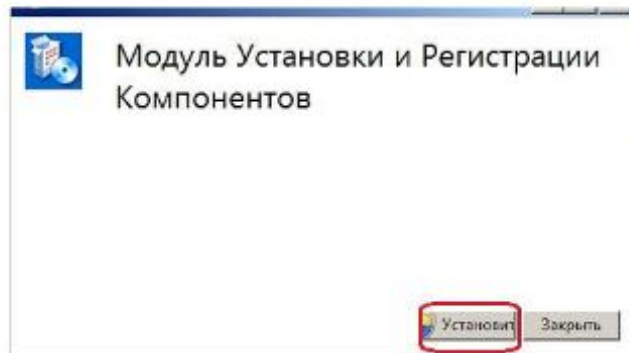 Модуль Установки и Регистрации
Компонентов
Установит
Закрыть